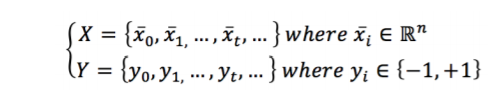 X = {x̄₀, x̄₁, …, x̄ₜ, …} where x̄ᵢ ∈ ℝⁿ
Y = {y₀, y₁, …, yₜ, …} where yᵢ ∈ {−1, +1}